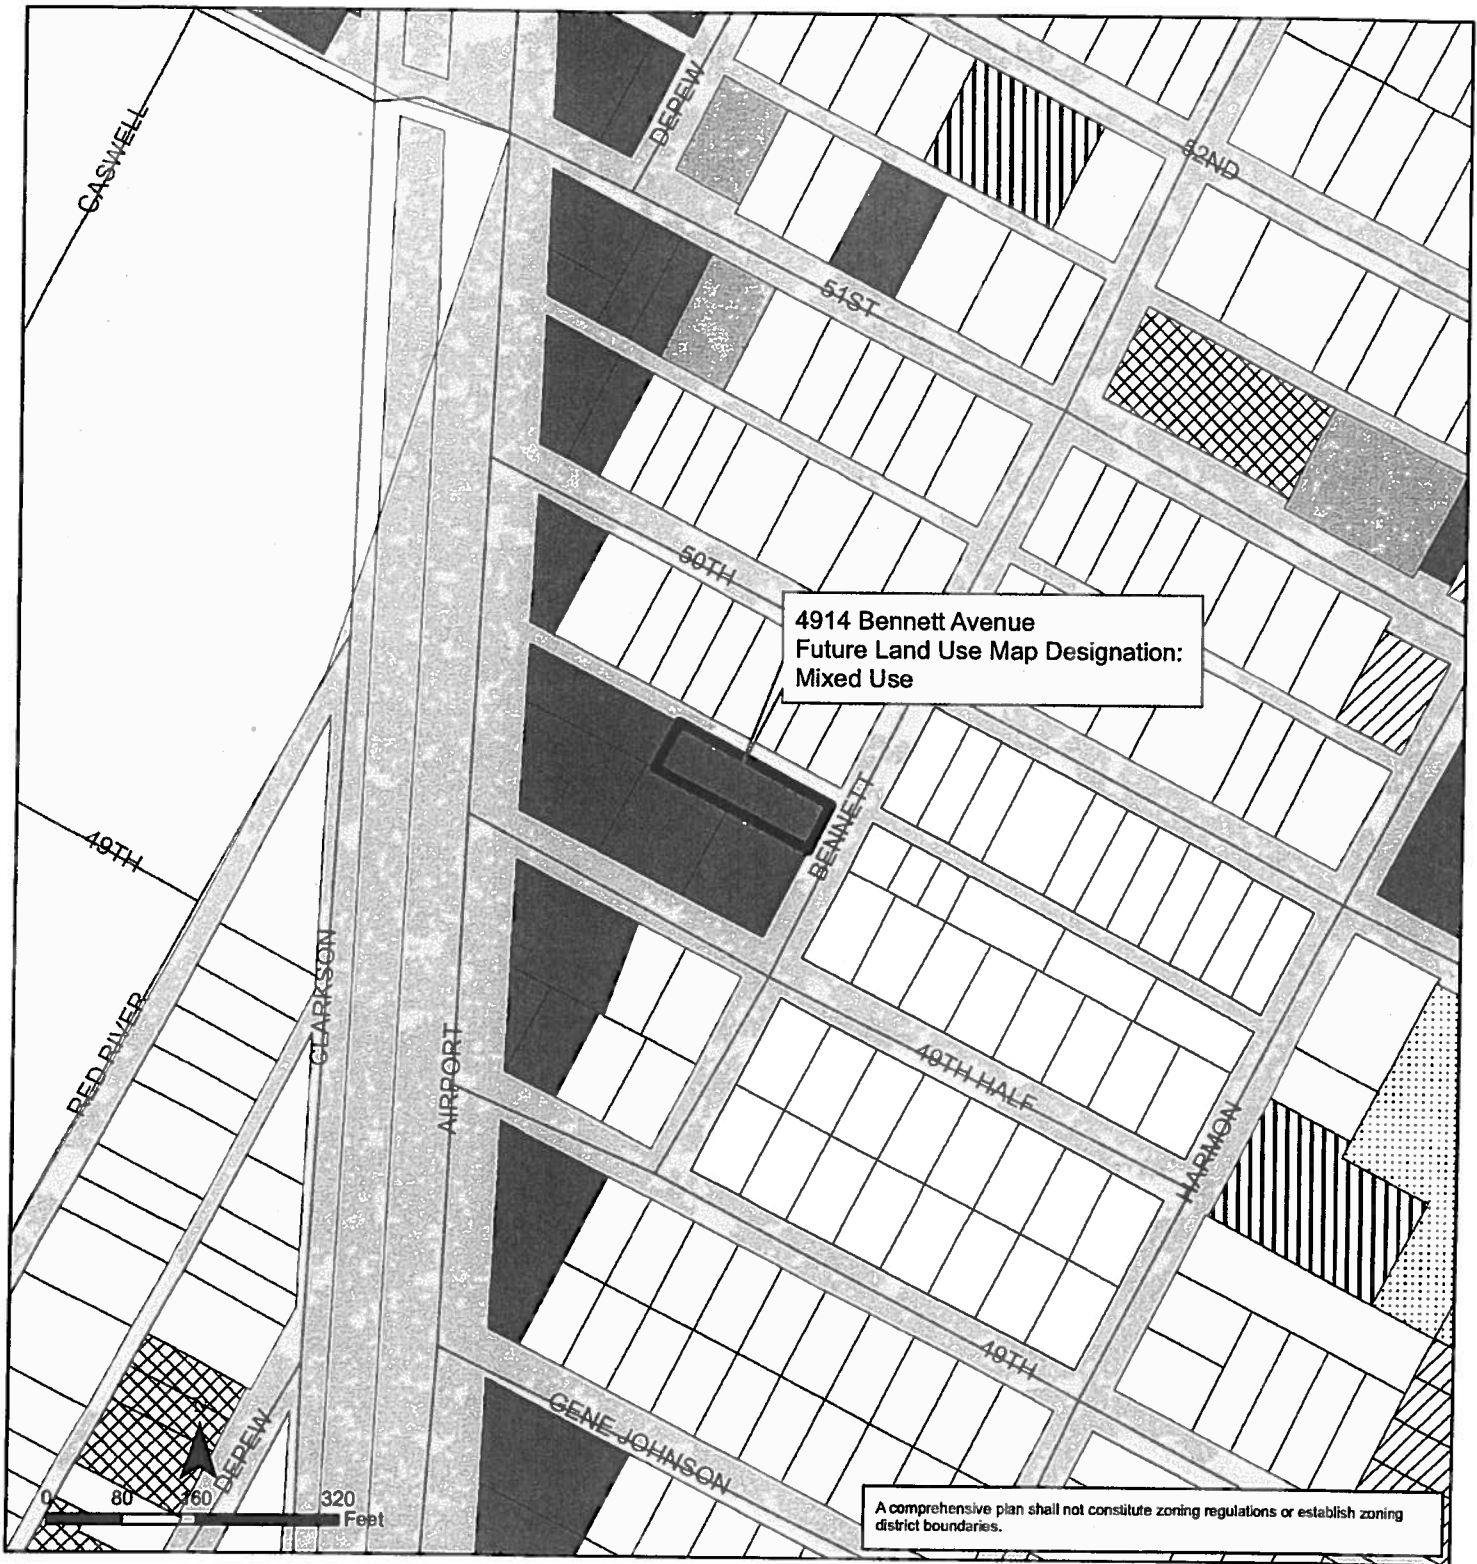 DEPEW
CASWELL
52ND
51ST
50TH
4914 Bennett Avenue
Future Land Use Map Designation:
Mixed Use
BENNETT
49TH
CLARKSON
RED RIVER
AIRPORT
49TH HALF
HARMON
49TH
GENE JOHNSON
DEPEW
0 80 160 320
Feet
A comprehensive plan shall not constitute zoning regulations or establish zoning
district boundaries.